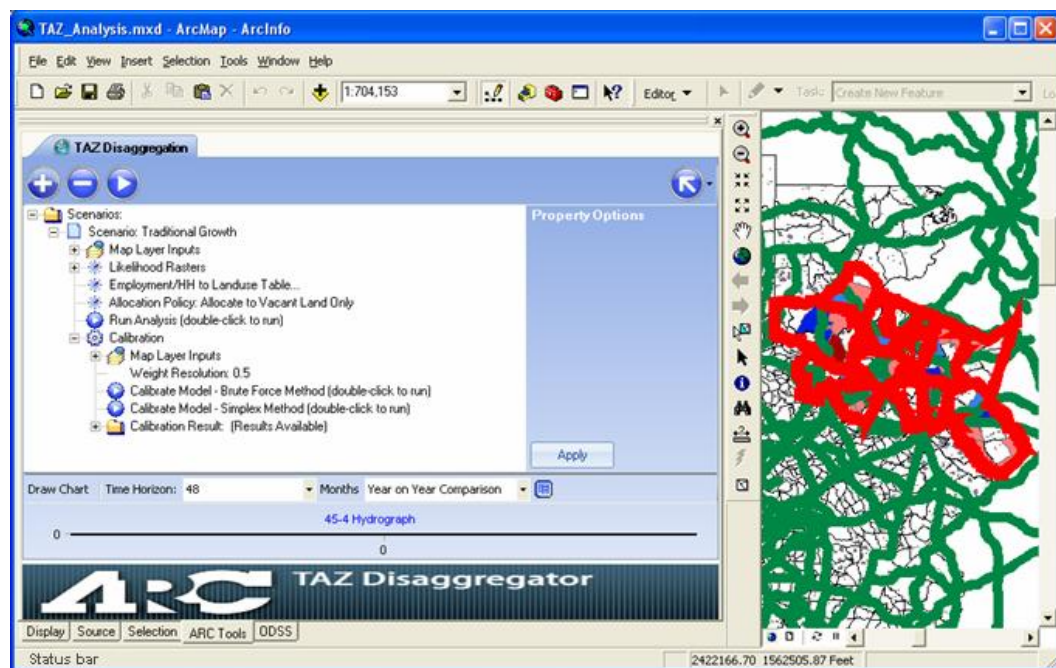 TAZ_Analysis.mxd - ArcMap - ArcInfo
File Edit View Insert Selection Tools Window Help
1:704,153 Editor Task: Create New Feature Lo
TAZ Disaggregation
Scenarios: Property Options
Scenario: Traditional Growth
Map Layer Inputs
Likelihood Rasters
Employment/HH to Landuse Table...
Allocation Policy: Allocate to Vacant Land Only
Run Analysis (double-click to run)
Calibration
Map Layer Inputs
Weight Resolution: 0.5
Calibrate Model - Brute Force Method (double-click to run)
Calibrate Model - Simplex Method (double-click to run)
Calibration Result: (Results Available)
Apply
Draw Chart Time Horizon: 48 Months Year on Year Comparison
45-4 Hydrograph
0
0
ARC TAZ Disaggregator
Display Source Selection ARC Tools ODSS
Status bar 2422166.70 1562505.87 Feet